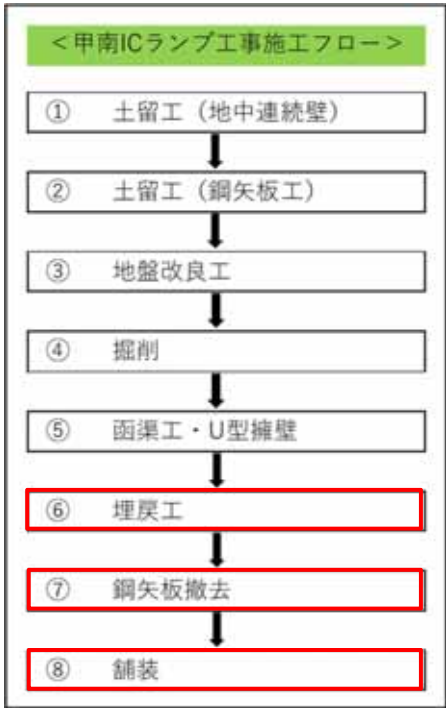 ＜甲南ICランプ工事施工フロー＞
① 土留工（地中連続壁）
② 土留工（鋼矢板工）
③ 地盤改良工
④ 掘削
⑤ 函渠工・U型擁壁
⑥ 埋戻工
⑦ 鋼矢板撤去
⑧ 舗装